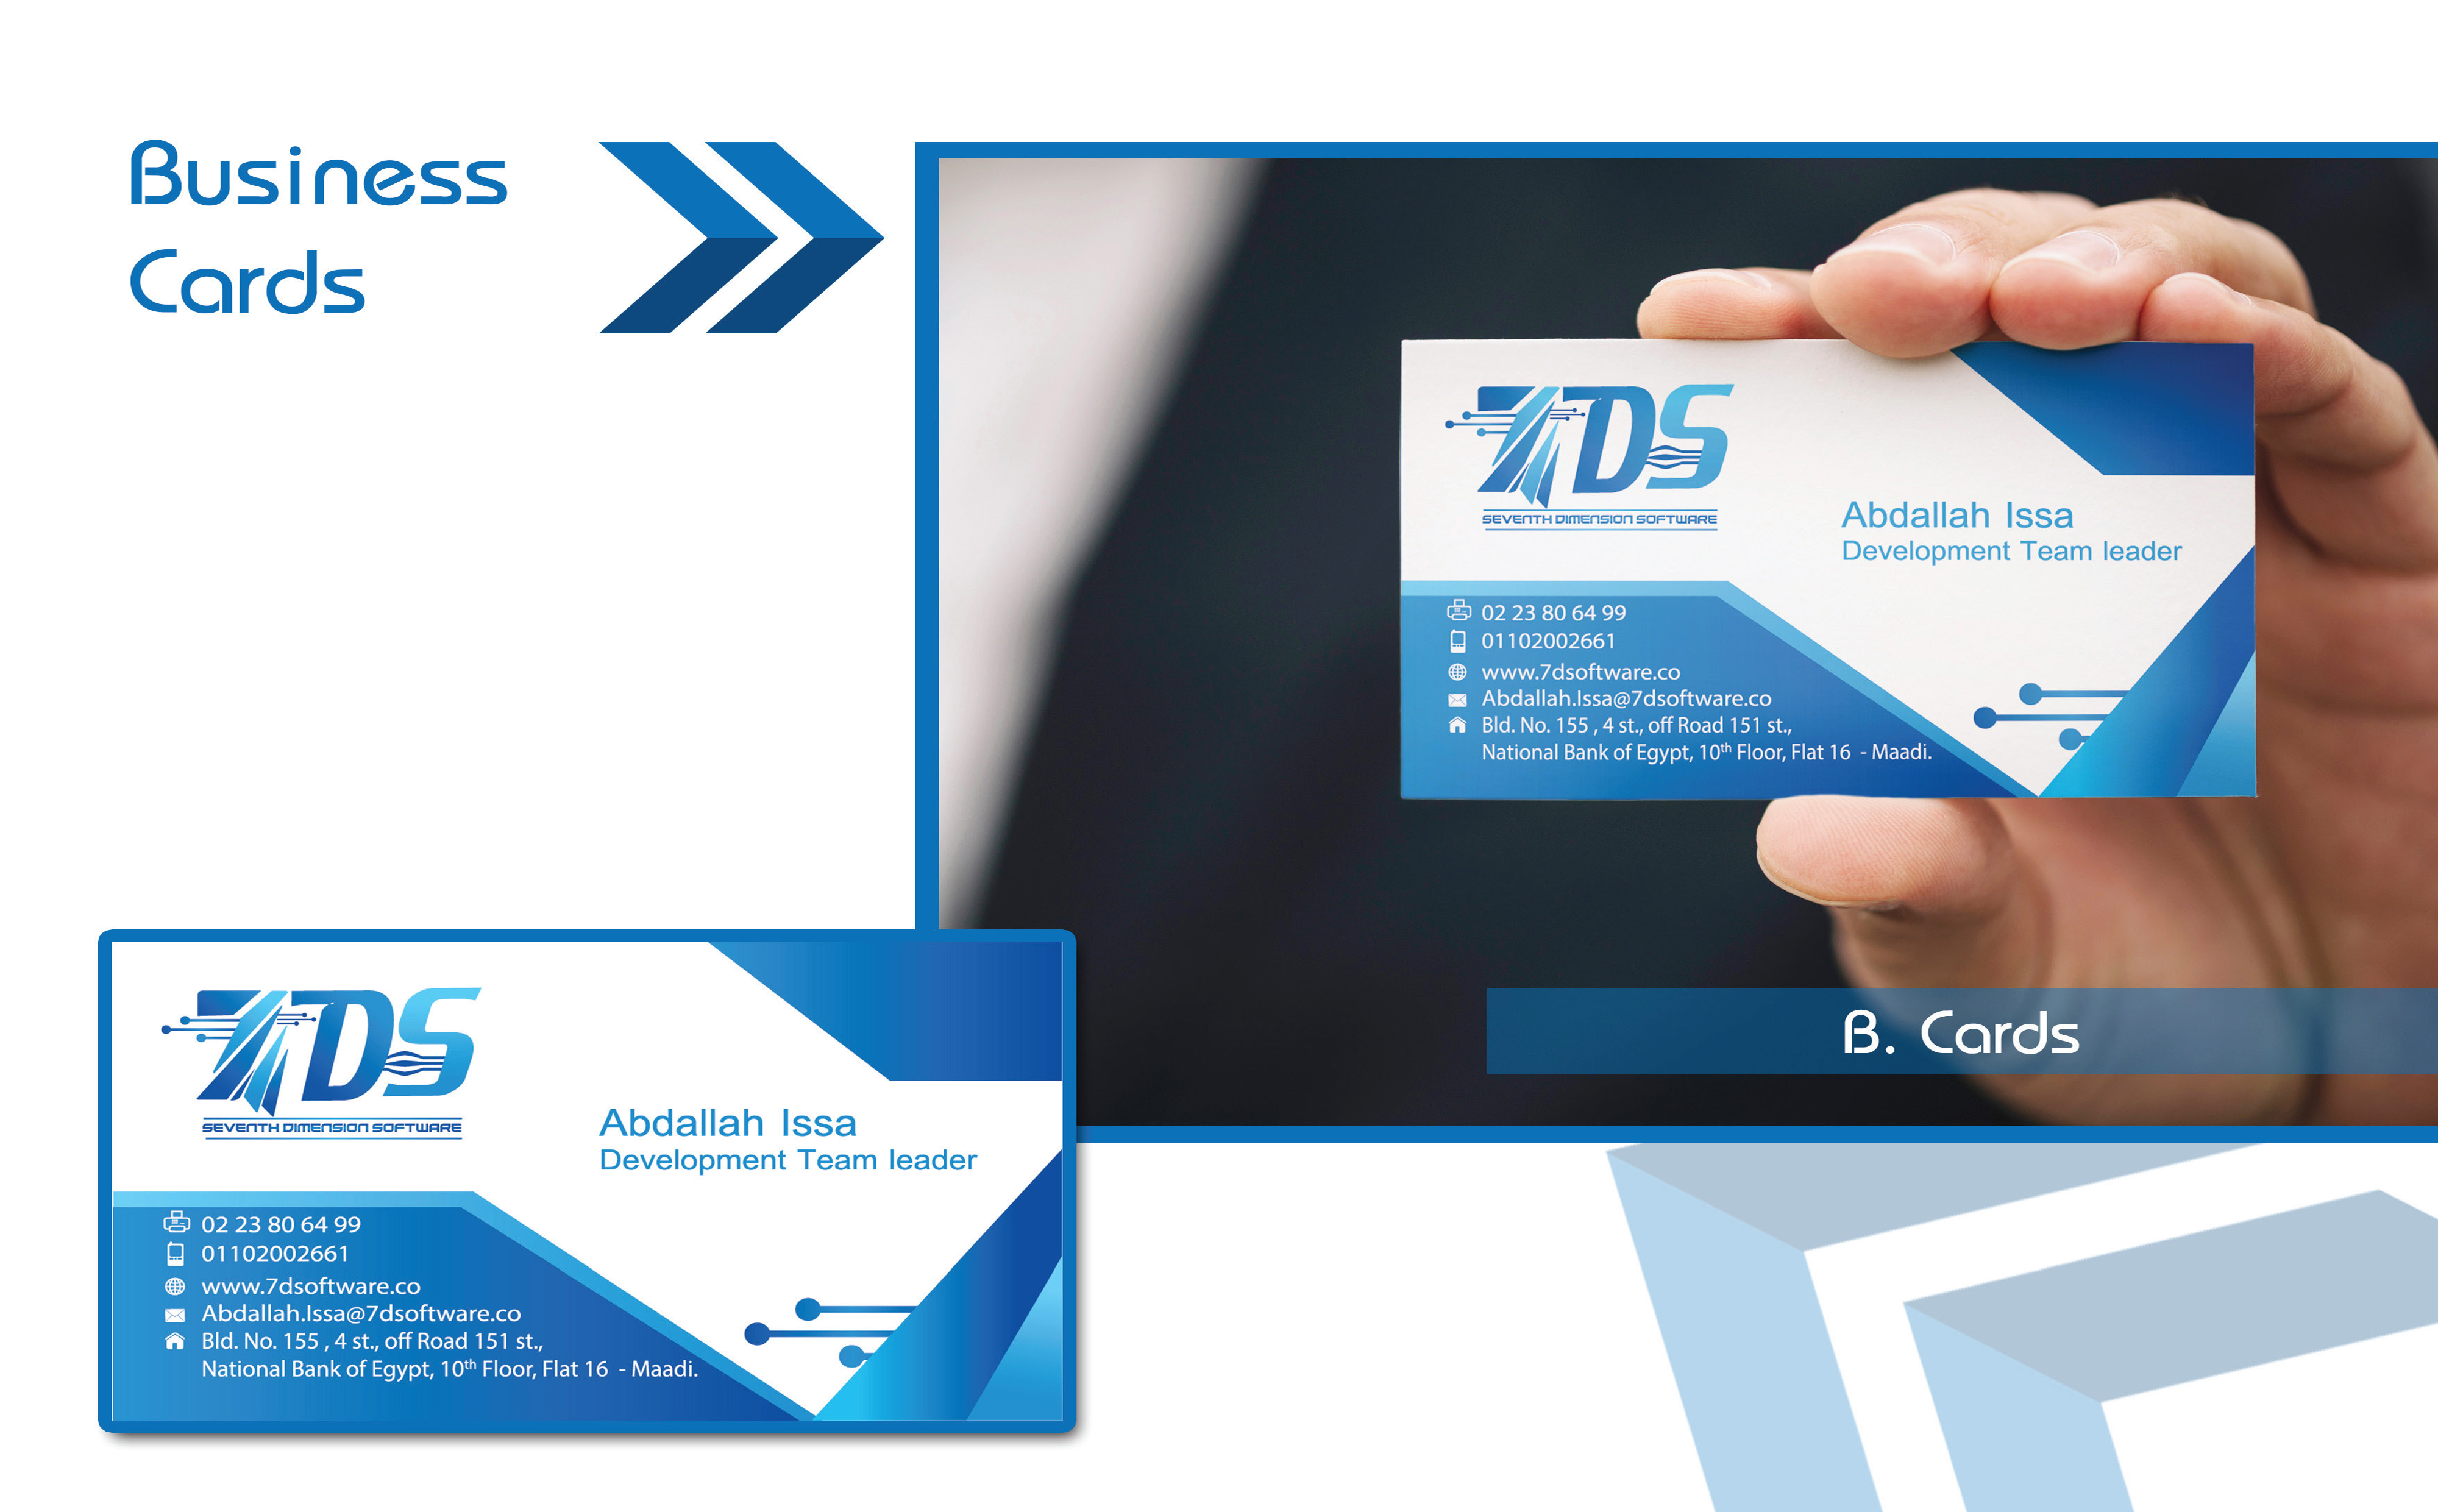 Business
Cards
7DS
SEVENTH DIMENSION SOFTWARE
Abdallah Issa
Development Team leader
02 23 80 64 99
01102002661
www.7dsoftware.co
Abdallah.Issa@7dsoftware.co
Bld. No. 155 , 4 st., off Road 151 st.,
National Bank of Egypt, 10th Floor, Flat 16 - Maadi.
B. Cards
7DS
SEVENTH DIMENSION SOFTWARE
Abdallah Issa
Development Team leader
02 23 80 64 99
01102002661
www.7dsoftware.co
Abdallah.Issa@7dsoftware.co
Bld. No. 155 , 4 st., off Road 151 st.,
National Bank of Egypt, 10th Floor, Flat 16 - Maadi.